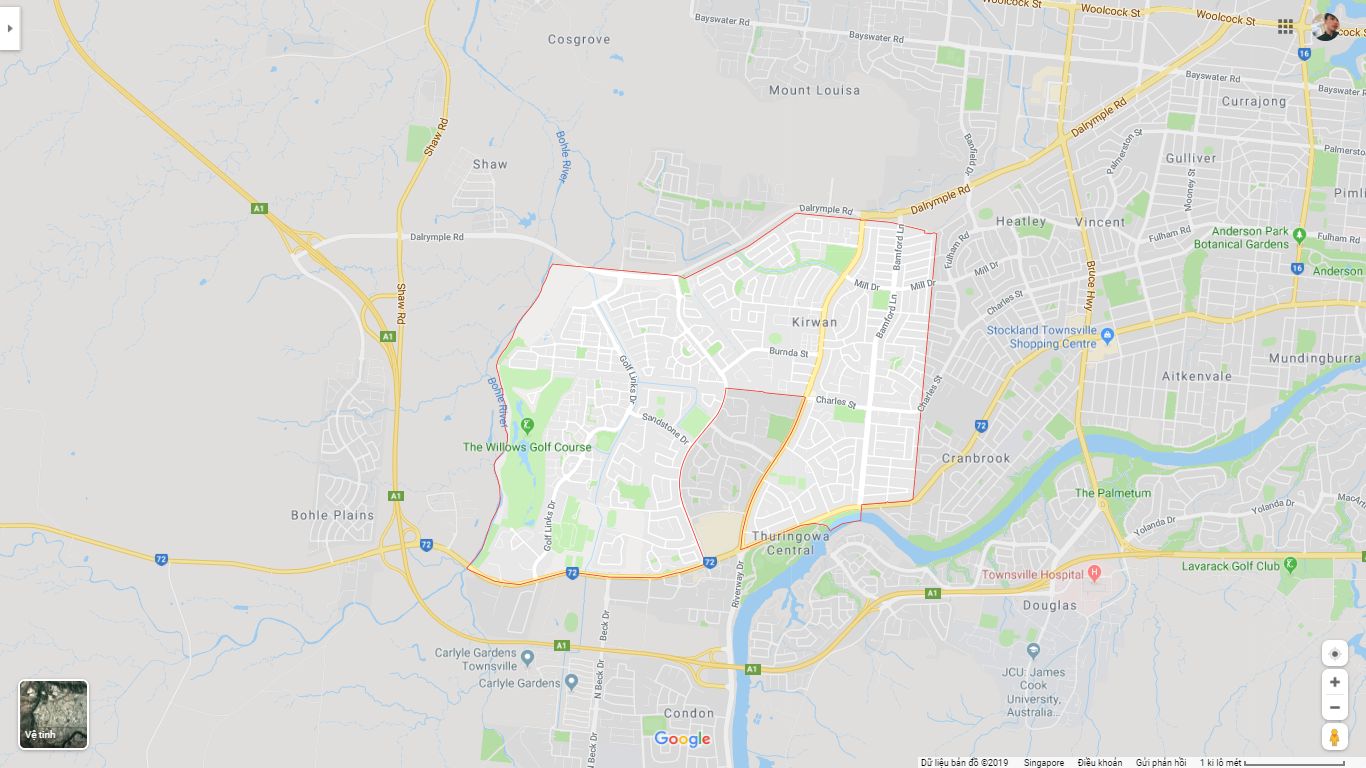 Woolcock St
Woolcock St
Woolcock St
Bayswater Rd
16
Cosgrove
Bayswater Rd
Bayswater Rd
Mount Louisa
Bayswater
Currajong
Dalrymple Rd
Bohle River
Shaw Rd
Palmerston St
Palmerston
Banfield Dr
Gulliver
Shaw
Mooney St
Dalrymple Rd
A1
Dalrymple Rd
Heatley
Vincent
Bamford Ln
Fulham Rd
Anderson Park
Botanical Gardens
Fulham Rd
Fulham Rd
Dalrymple Rd
Mill Dr
16
Anderson
Mill Dr
Mill Dr
Bruce Hwy
Shaw Rd
Charles St
Bamford Ln
Kirwan
Stockland Townsville
Shopping Centre
A1
Burnda St
Mundingburra
Golf Links Dr
Aitkenvale
Bohle River
Charles St
Charles St
Sandstone Dr
72
The Willows Golf Course
Cranbrook
A1
The Palmetum
Bohle Plains
Yolanda Dr
Yolanda Dr
Golf Links Dr
Thuringowa
Central
72
72
72
72
72
Lavarack Golf Club
Townsville Hospital
H
Riverway Dr
A1
Douglas
Beck Dr
A1
Carlyle Gardens
Townsville
A1
JCU: James
Cook
University,
Australia...
Carlyle Gardens
N Beck Dr
Condon
N Beck Dr
Google
Vệ tinh
Dữ liệu bản đồ ©2019 Singapore Điều khoản Gửi phản hồi 1 ki lô mét